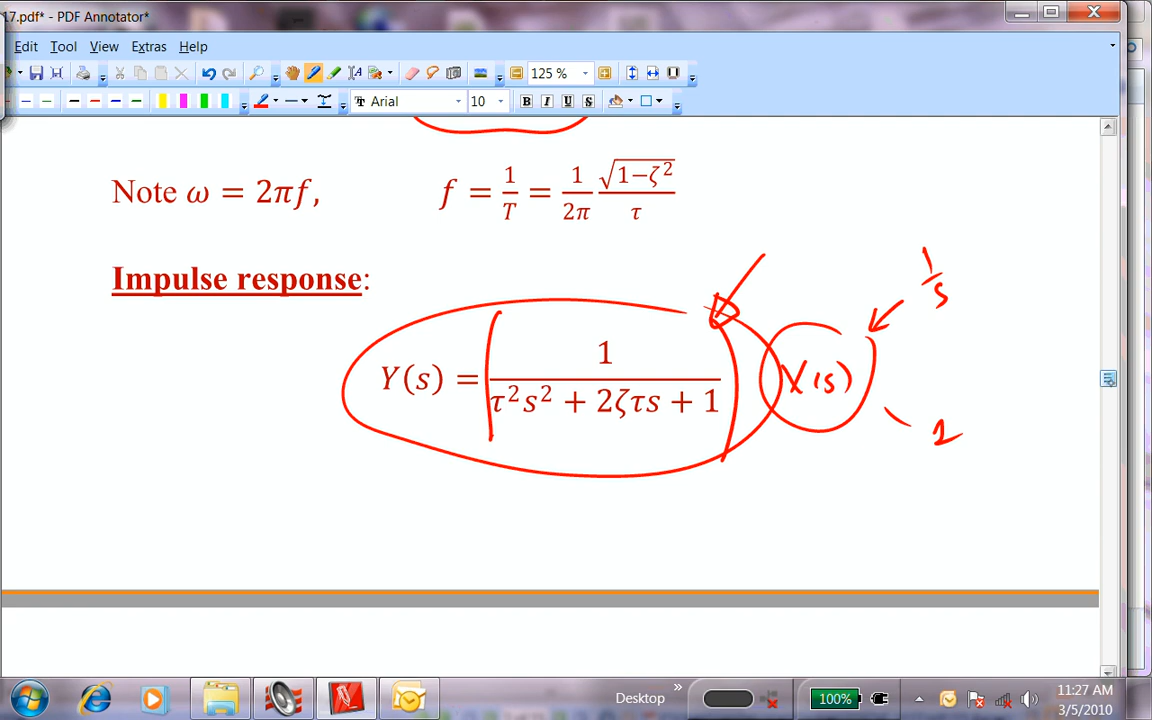 17.pdf* - PDF Annotator*
Edit Tool View Extras Help
125 %
Arial 10 B I U S
Note ω = 2πf, f = 1/T = 1/2π √1−ζ²/τ
Impulse response:
1/s
Y(s) = (1/τ²s² + 2ζτs + 1) X(s)
Desktop » 100% 11:27 AM
3/5/2010